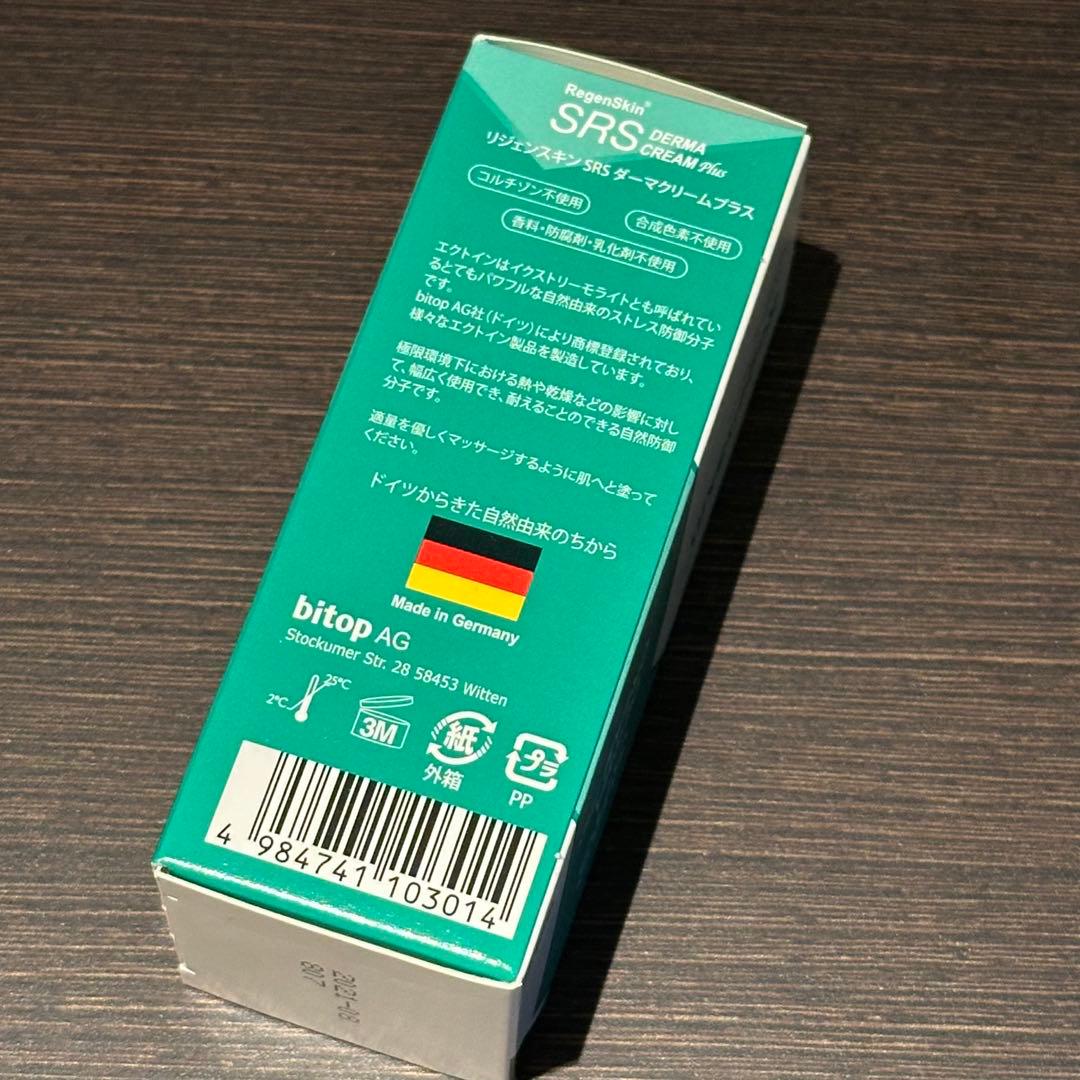 RegenSkin®
SRS DERMA CREAM Plus
リジェンスキン SRS ダーマクリームプラス
コルチゾン不使用
合成色素不使用
香料・防腐剤・乳化剤不使用
エクトインはイクストリーモライトとも呼ばれてい
るとてもパワフルな自然由来のストレス防御分子
です。
bitop AG社(ドイツ)により商標登録されており、
様々なエクトイン製品を製造しています。
極限環境下における熱や乾燥などの影響に対し
て、幅広く使用でき、耐えることのできる自然防御
分子です。
適量を優しくマッサージするように肌へと塗って
ください。
ドイツからきた自然由来のちから
Made in Germany
bitop AG
Stockumer Str. 28 58453 Witten
2°C
25°C
3M
紙
外箱
プラ
PP
4 984741 103014